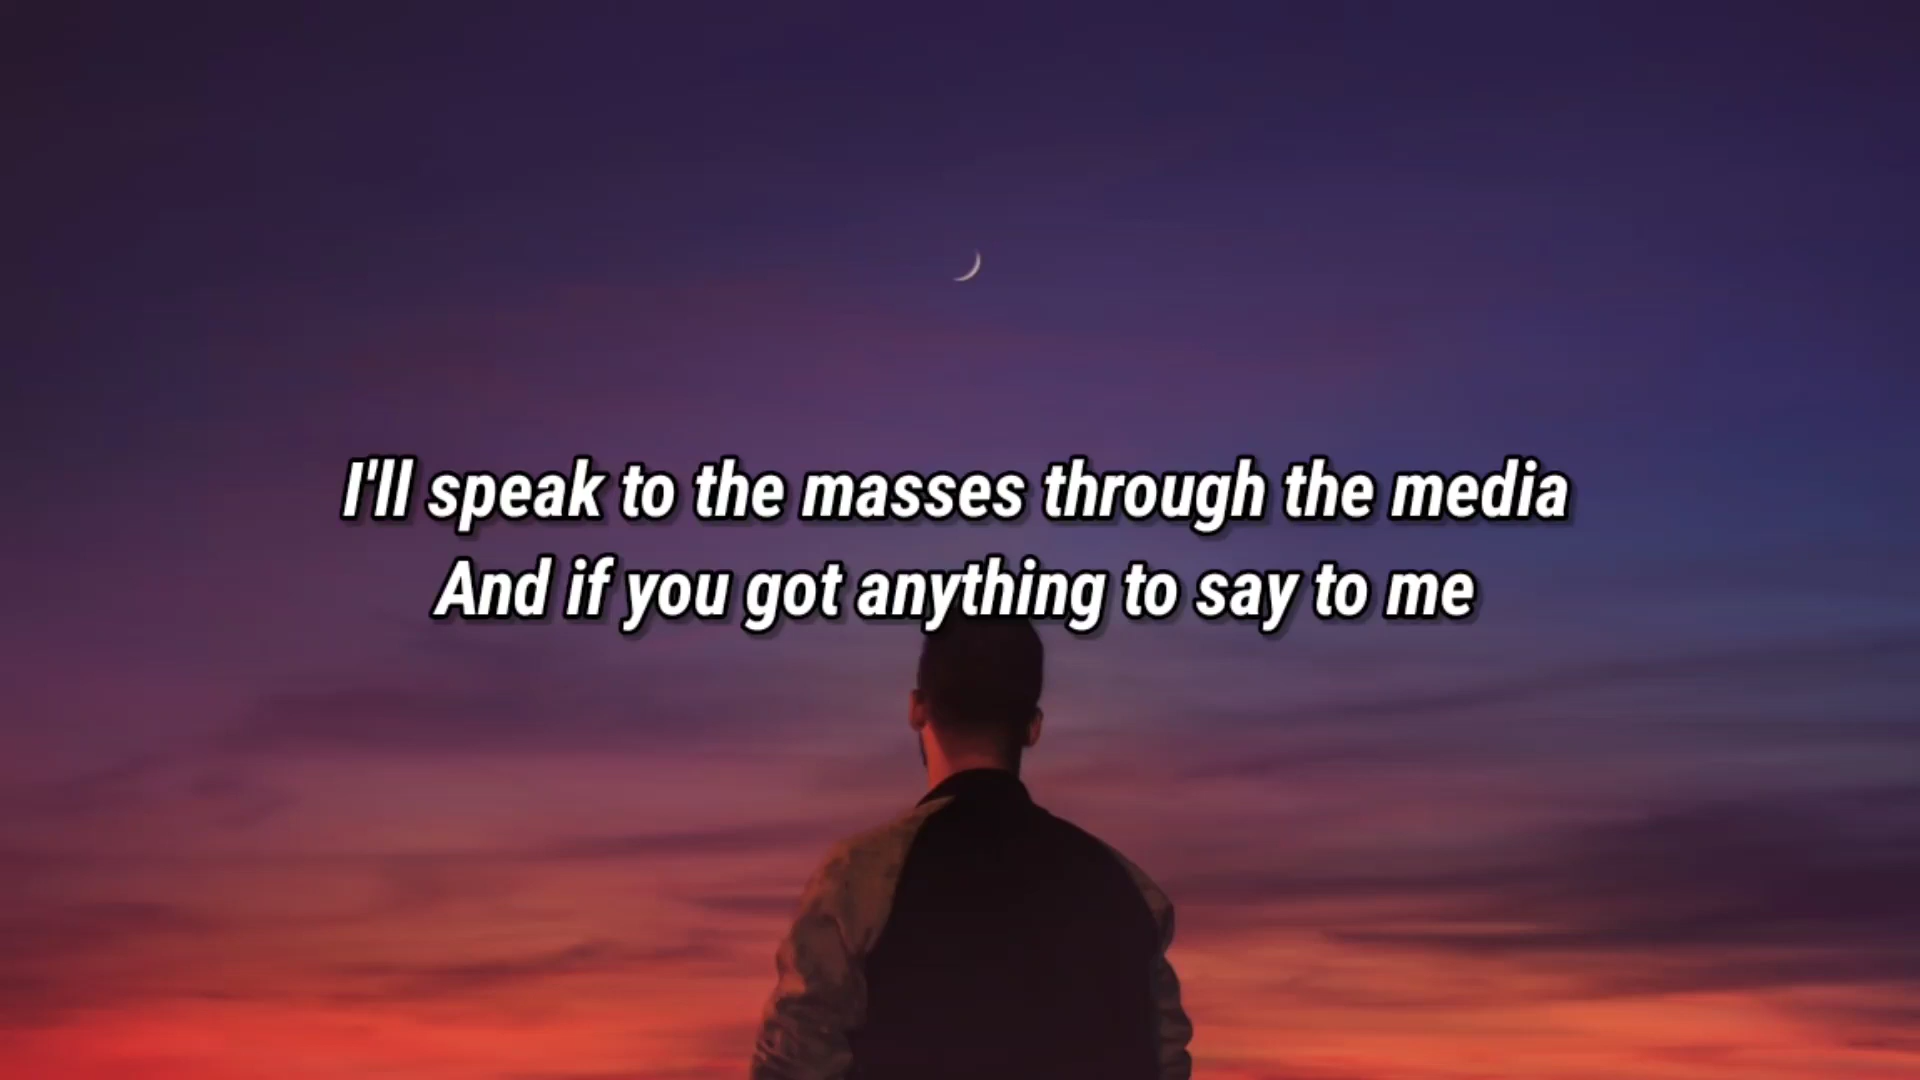 I'll speak to the masses through the media
And if you got anything to say to me